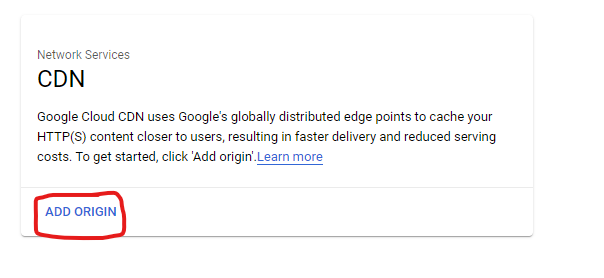 Network Services
CDN
Google Cloud CDN uses Google's globally distributed edge points to cache your
HTTP(S) content closer to users, resulting in faster delivery and reduced serving
costs. To get started, click 'Add origin'.Learn more
ADD ORIGIN